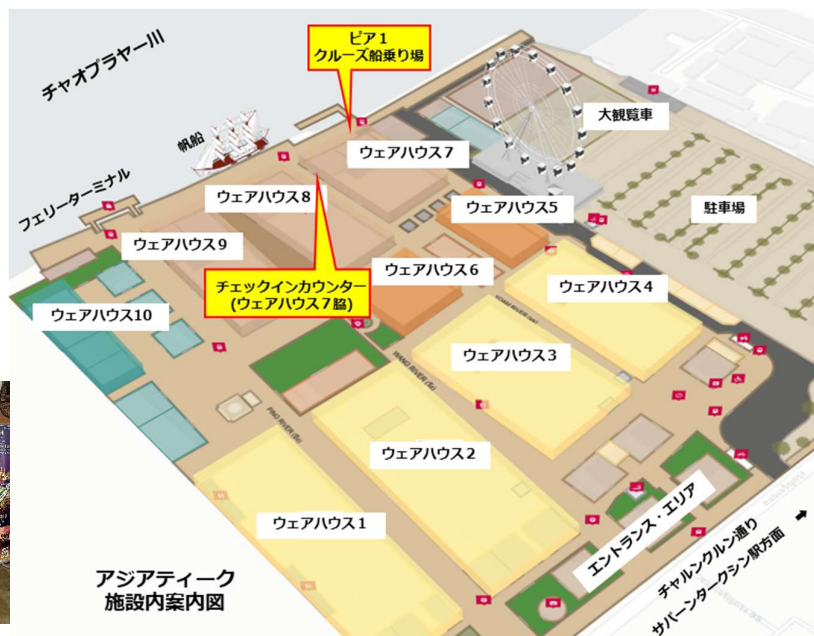 ピア1
クルーズ船乗り場
チャオプラヤー川
大観覧車
帆船
ウェアハウス7
フェリーターミナル
ウェアハウス8
ウェアハウス5
駐車場
ウェアハウス9
ウェアハウス6
チェックインカウンター
(ウェアハウス7脇)
ウェアハウス4
ウェアハウス10
ウェアハウス3
WANG RIVER (วัง)
PING RIVER (ปิง)
ウェアハウス2
ウェアハウス1
エントランス・エリア
チャルンクルン通り
サパーンタークシン駅方面
アジアティーク
施設内案内図